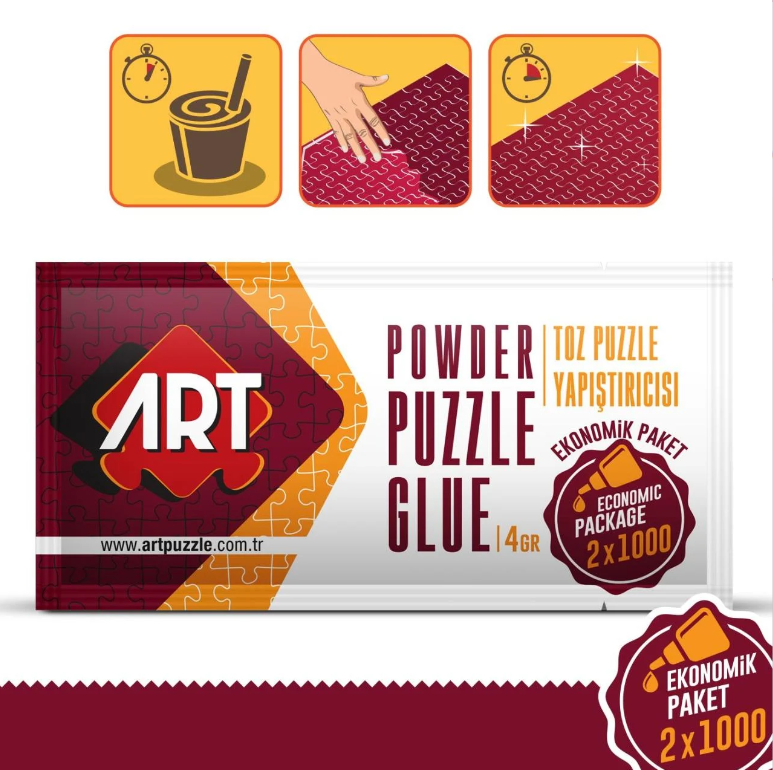 ART
www.artpuzzle.com.tr
POWDER
PUZZLE
GLUE | 4GR
TOZ PUZZLE
YAPIŞTIRICISI
EKONOMİK PAKET
ECONOMIC
PACKAGE
2x1000
EKONOMİK
PAKET
2x1000